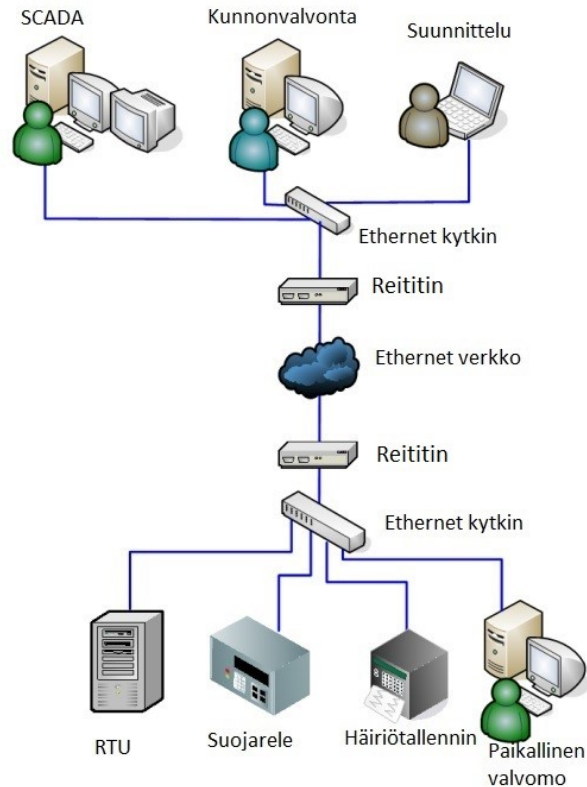 SCADA
Kunnonvalvonta
Suunnittelu
Ethernet kytkin
Reititin
Ethernet verkko
Reititin
Ethernet kytkin
RTU
Suojarele
Häiriötallennin
Paikallinen
valvomo